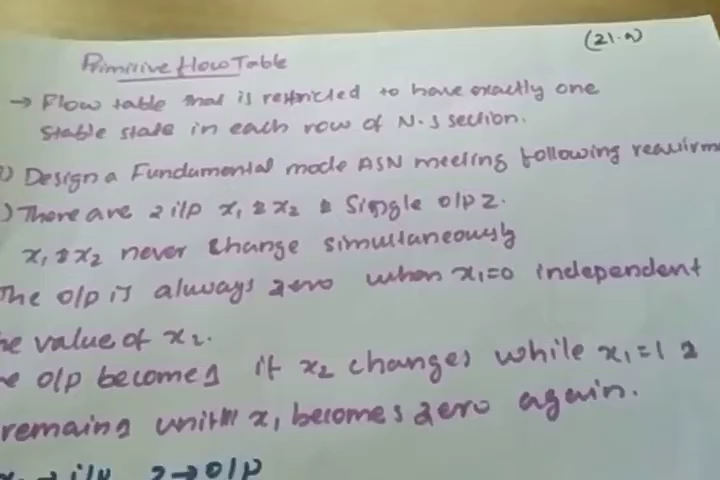 (21.a)
Primitive flow Table
→ Flow table that is restricted to have exactly one
stable state in each row of N.S section.
) Design a Fundamental mode ASN meeting following requirm
) There are 2 i/p x₁ & x₂ & Single o/p z.
x₁ & x₂ never change simultaneously
The o/p is always zero when x₁=0 independent
he value of x₂.
e o/p becomes 1 if x₂ changes while x₁=1 &
remains until x₁ becomes zero again.
→ i/p z → o/p